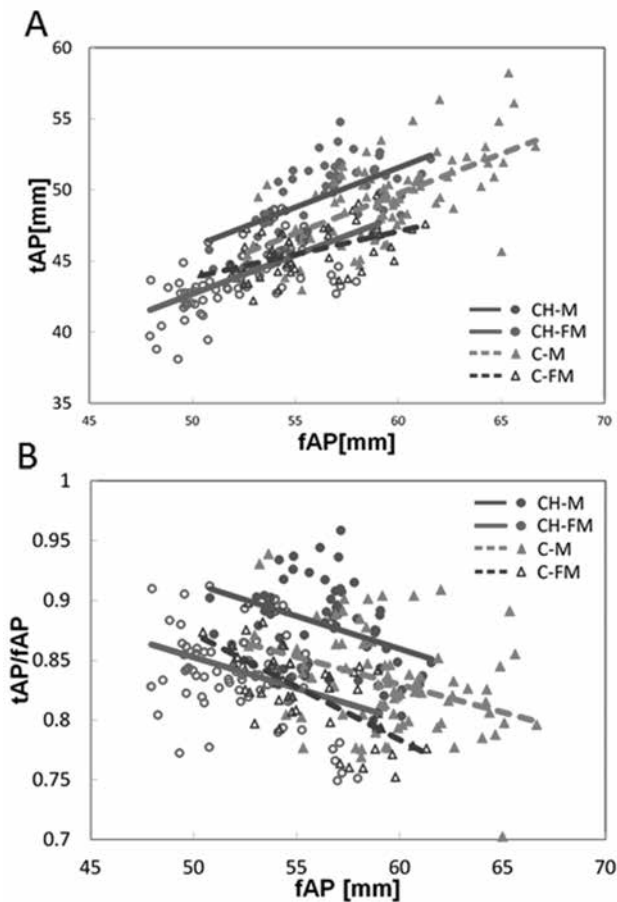 A
60
55
50
45
40
35
tAP[mm]
CH-M
CH-FM
C-M
C-FM
45 50 55 60 65 70
fAP[mm]
B
1
0.95
0.9
0.85
0.8
0.75
0.7
tAP/fAP
CH-M
CH-FM
C-M
C-FM
45 50 55 60 65 70
fAP [mm]